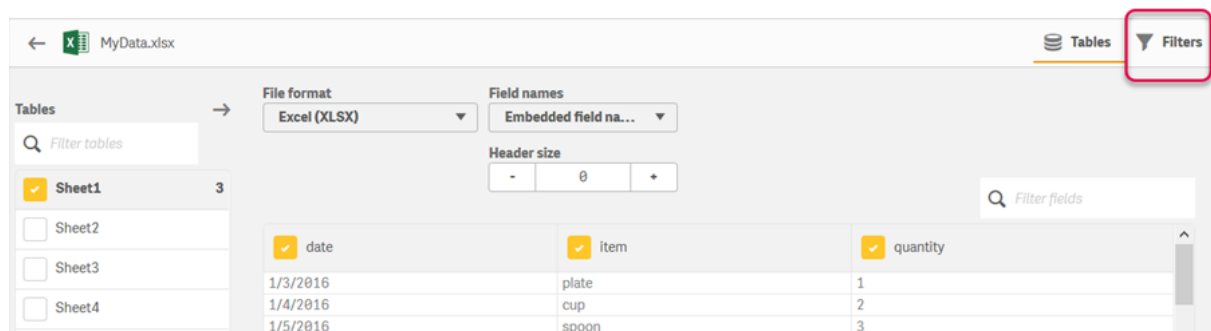 MyData.xlsx
Tables
Filters
Tables
Filter tables
Sheet1 3
Sheet2
Sheet3
Sheet4
File format
Excel (XLSX)
Field names
Embedded field na...
Header size
- 0 +
Filter fields
date item quantity
1/3/2016 plate 1
1/4/2016 cup 2
1/5/2016 spoon 3